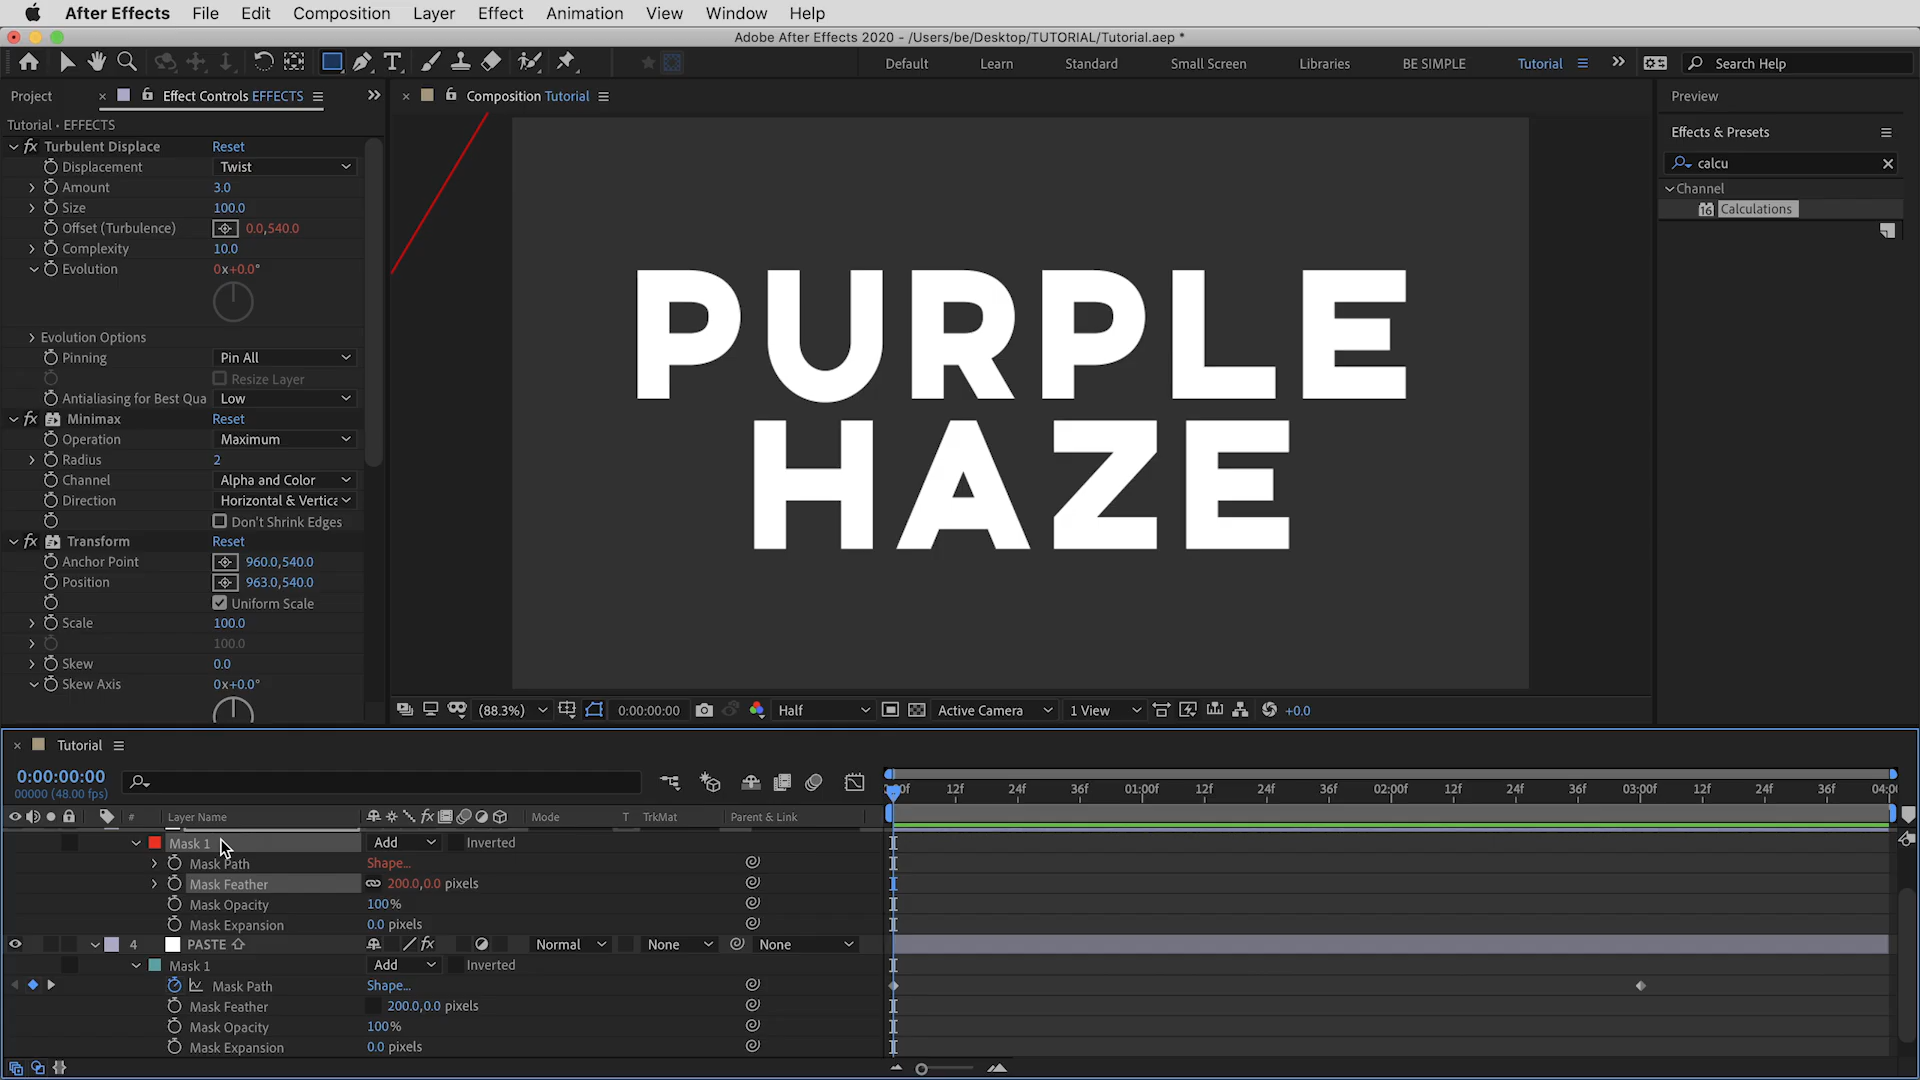 After Effects File Edit Composition Layer Effect Animation View Window Help
Adobe After Effects 2020 - /Users/be/Desktop/TUTORIAL/Tutorial.aep *
Default Learn Standard Small Screen Libraries BE SIMPLE Tutorial Search Help
Project Effect Controls EFFECTS
Tutorial • EFFECTS
fx Turbulent Displace Reset
Displacement Twist
Amount 3.0
Size 100.0
Offset (Turbulence) 0.0,540.0
Complexity 10.0
Evolution 0x+0.0°
Evolution Options
Pinning Pin All
Resize Layer
Antialiasing for Best Qua Low
fx Minimax Reset
Operation Maximum
Radius 2
Channel Alpha and Color
Direction Horizontal & Vertica
Don't Shrink Edges
fx Transform Reset
Anchor Point 960.0,540.0
Position 963.0,540.0
Uniform Scale
Scale 100.0
100.0
Skew 0.0
Skew Axis 0x+0.0°
Composition Tutorial
PURPLE
HAZE
(88.3%) 0:00:00:00 Half Active Camera 1 View +0.0
Preview
Effects & Presets
calcu
Channel
16 Calculations
Tutorial
0:00:00:00
00000 (48.00 fps)
00f 12f 24f 36f 01:00f 12f 24f 36f 02:00f 12f 24f 36f 03:00f 12f 24f 36f 04:00
# Layer Name fx Mode T TrkMat Parent & Link
Mask 1 Add Inverted
Mask Path Shape...
Mask Feather 200.0,0.0 pixels
Mask Opacity 100%
Mask Expansion 0.0 pixels
4 PASTE fx Normal None None
Mask 1 Add Inverted
Mask Path Shape...
Mask Feather 200.0,0.0 pixels
Mask Opacity 100%
Mask Expansion 0.0 pixels